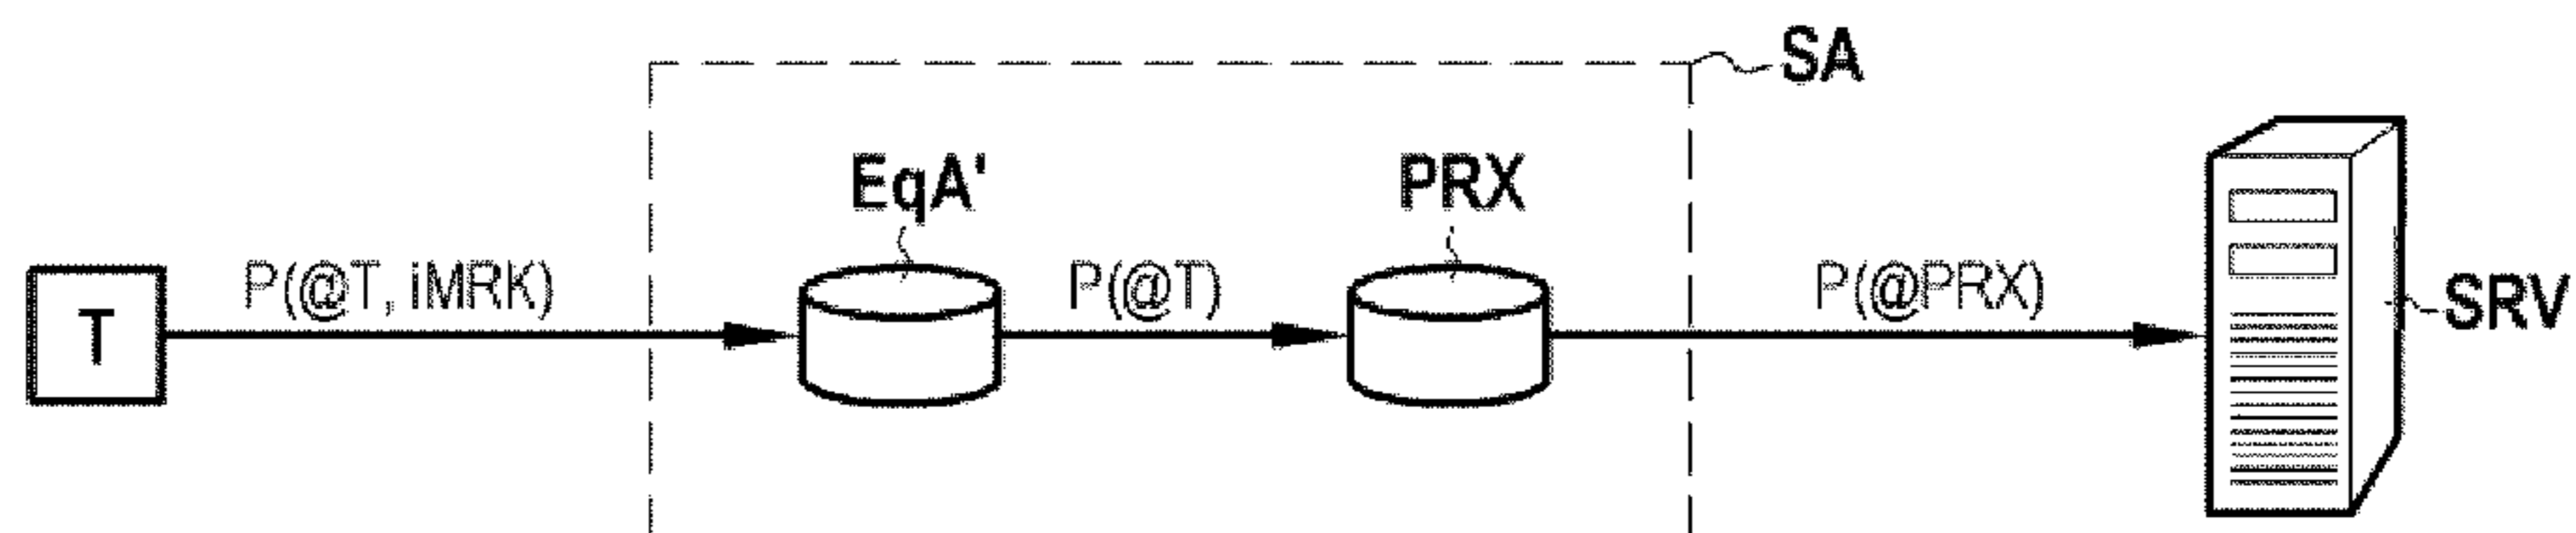 SA
EqA'
PRX
T
P(@T, iMRK)
P(@T)
P(@PRX)
SRV